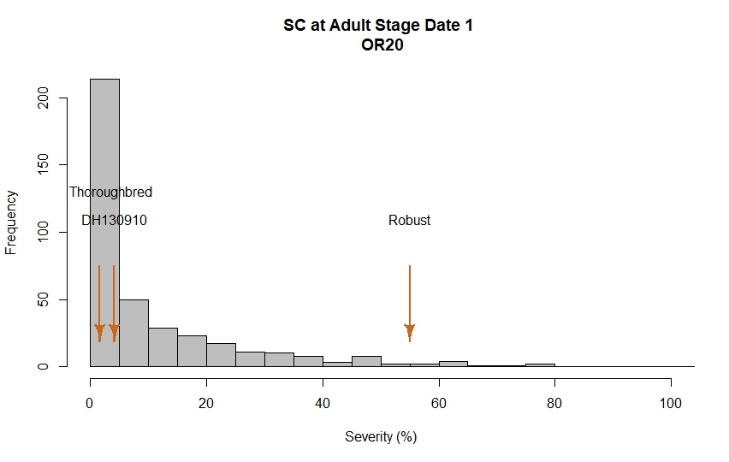 SC at Adult Stage Date 1
OR20
Frequency
200
150
100
50
0
Thoroughbred
DH130910
Robust
0 20 40 60 80 100
Severity (%)